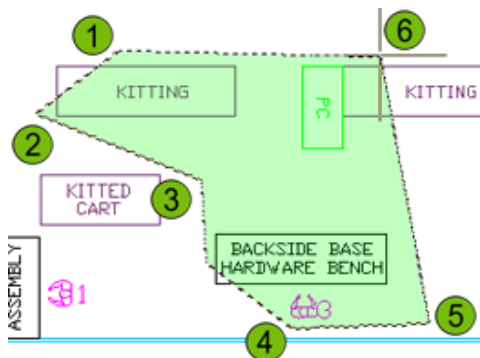 1
6
KITTING
PC
KITTING
2
KITTED
CART
3
ASSEMBLY
1
BACKSIDE BASE
HARDWARE BENCH
3
4
5